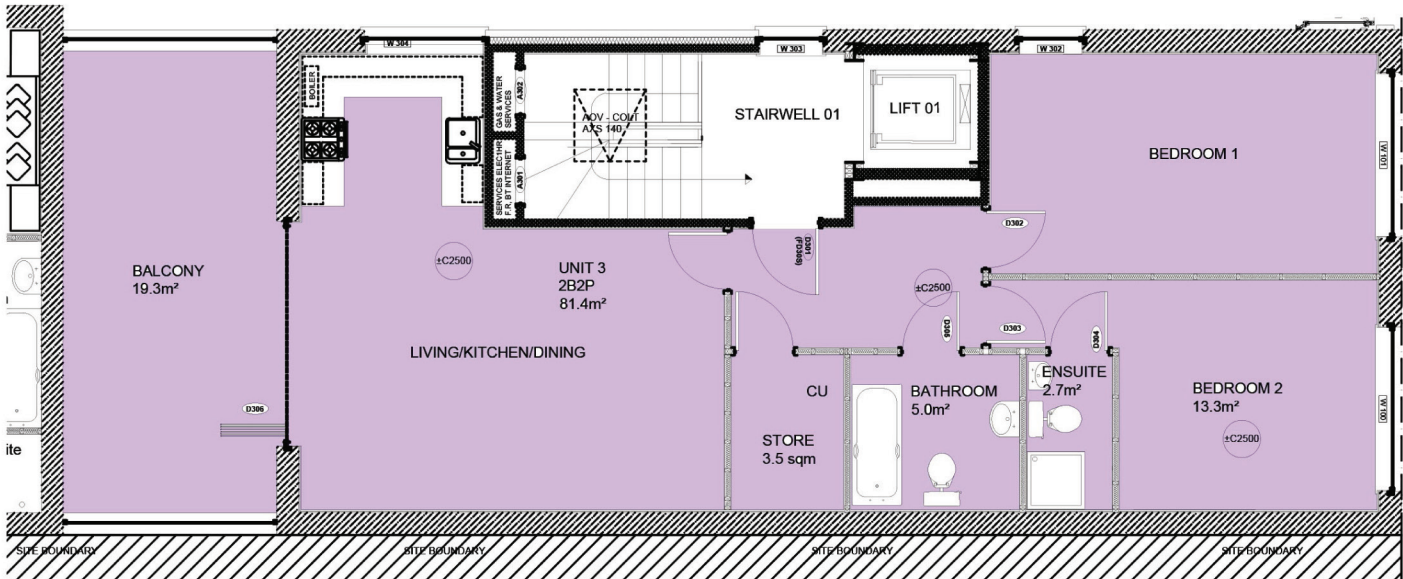 W 304
W 303
W 302
BOILER
GAS & WATER
SERVICES
A302
AOV - COLT
AXS 140
STAIRWELL 01
LIFT 01
BEDROOM 1
W 101
F.R. BT INTERNET
A301
D301
(FD30S)
D302
BALCONY
19.3m²
±C2500
UNIT 3
2B2P
81.4m²
±C2500
LIVING/KITCHEN/DINING
D305
D303
D304
CU
BATHROOM
5.0m²
ENSUITE
2.7m²
BEDROOM 2
13.3m²
W 100
D306
STORE
3.5 sqm
±C2500
ite
SITE BOUNDARY
SITE BOUNDARY
SITE BOUNDARY
SITE BOUNDARY